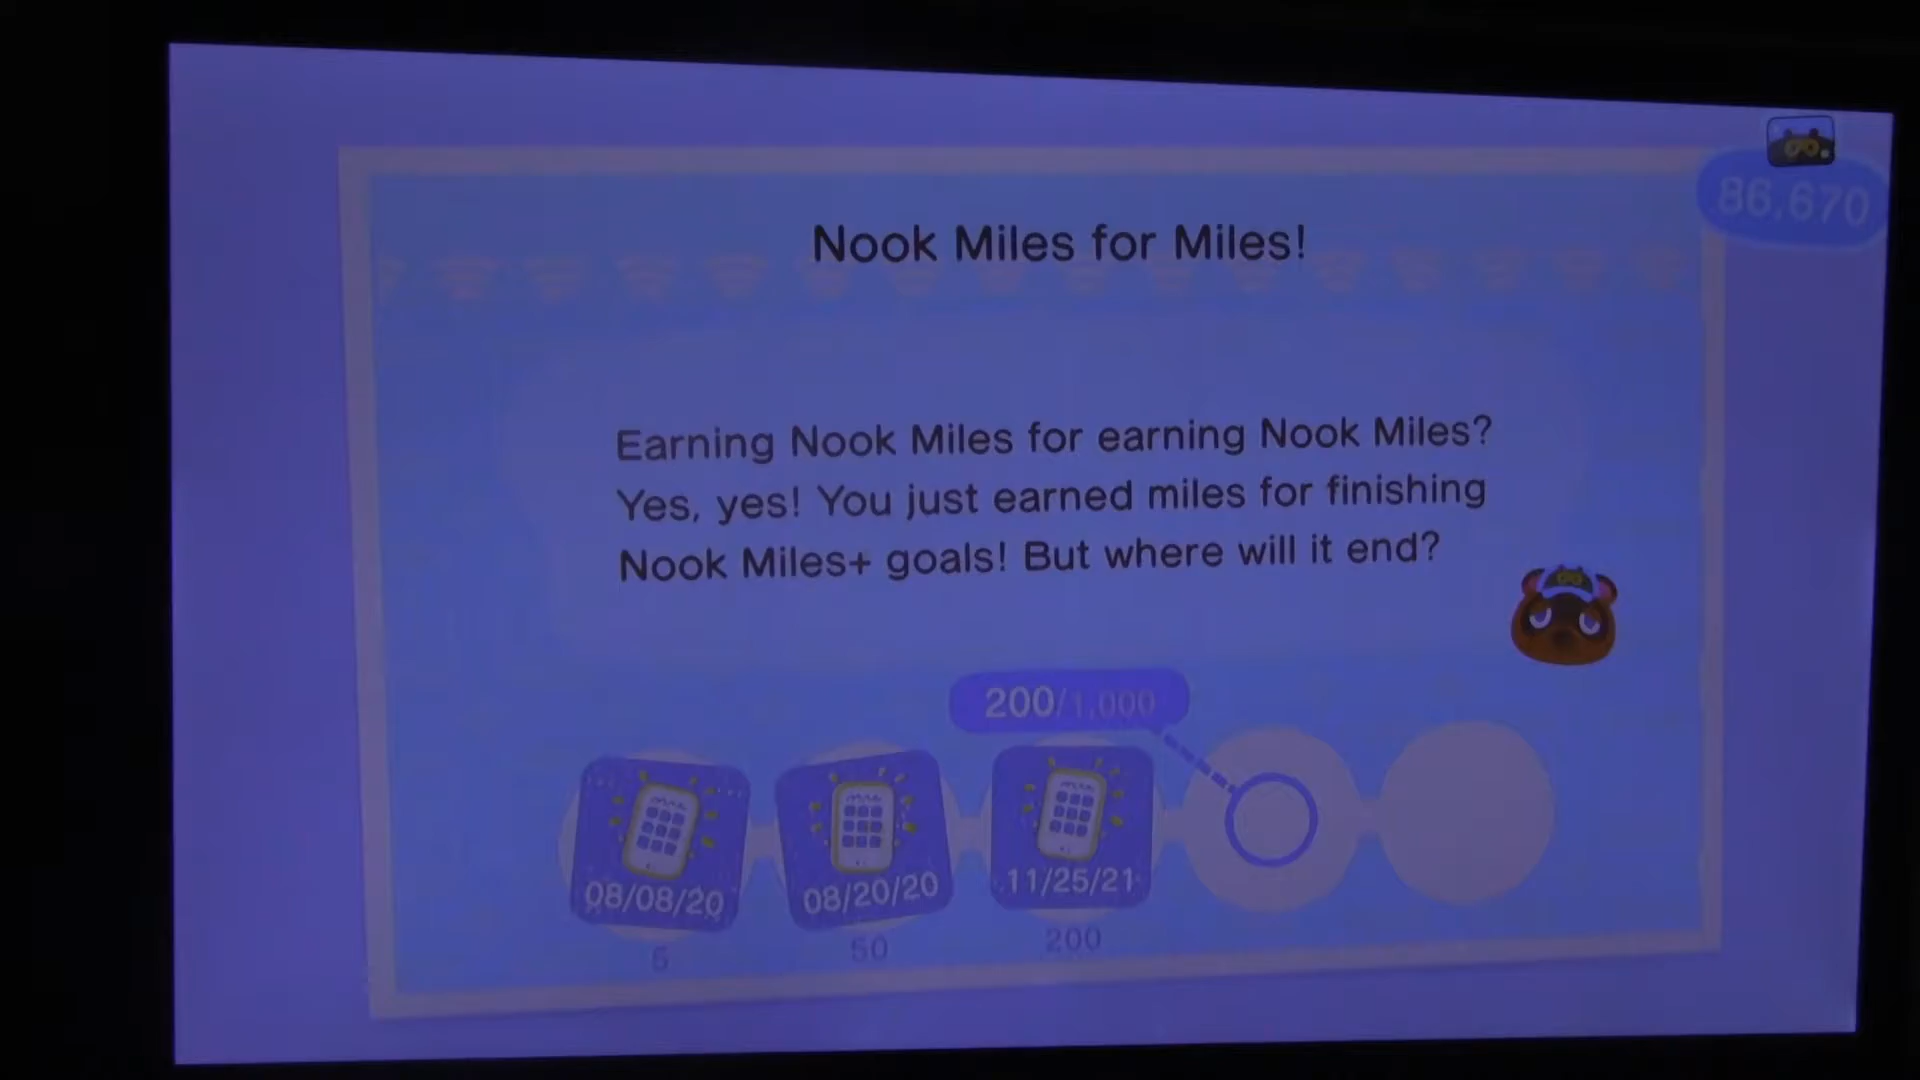 86,670
Nook Miles for Miles!
Earning Nook Miles for earning Nook Miles?
Yes, yes! You just earned miles for finishing
Nook Miles+ goals! But where will it end?
200/1,000
08/08/20
08/20/20
11/25/21
5
50
200